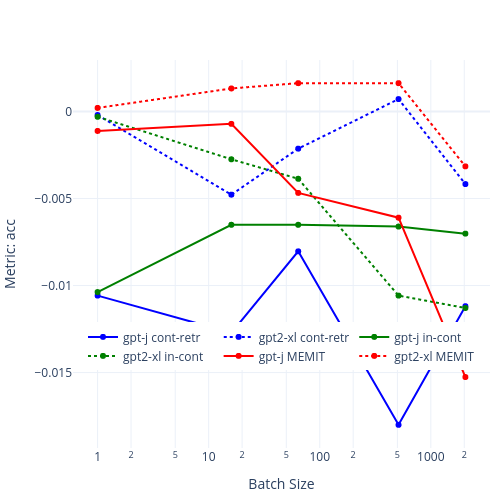 0
−0.005
−0.01
−0.015
Metric: acc
gpt-j cont-retr gpt2-xl cont-retr gpt-j in-cont
gpt2-xl in-cont gpt-j MEMIT gpt2-xl MEMIT
1 2 5 10 2 5 100 2 5 1000 2
Batch Size